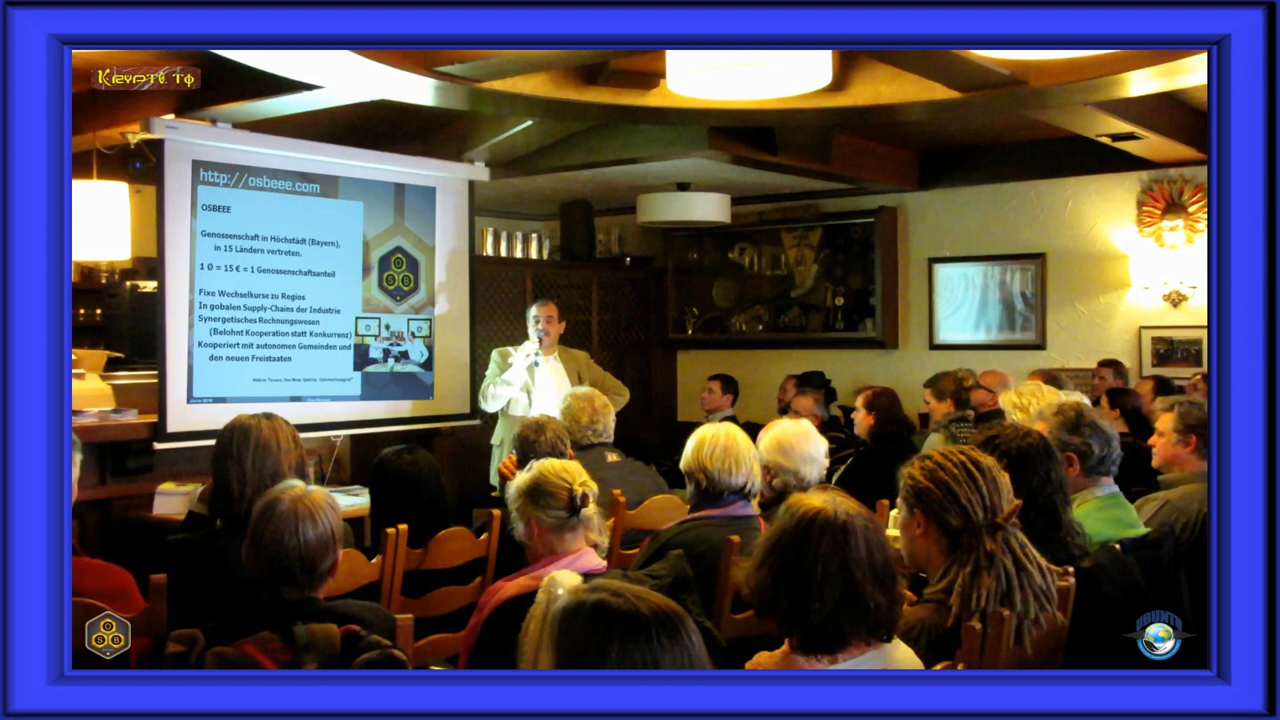 KRYPTO TV
http://osbeee.com
OSBEEE
Genossenschaft in Höchstädt (Bayern),
in 15 Ländern vertreten.
1 Ø = 15 € = 1 Genossenschaftsanteil
Fixe Wechselkurse zu Regios
In gobalen Supply-Chains der Industrie
Synergetisches Rechnungswesen
(Belohnt Kooperation statt Konkurrenz)
Kooperiert mit autonomen Gemeinden und
den neuen Freistaaten
O
S B
O
S B
UBUNTU